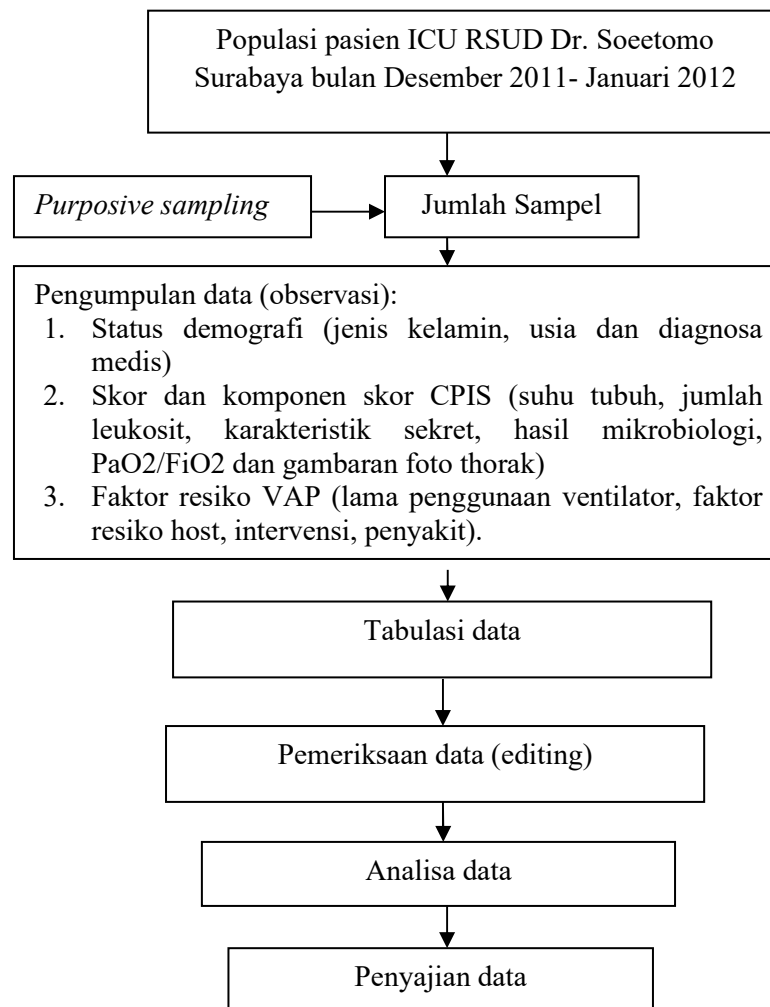 Populasi pasien ICU RSUD Dr. Soeetomo
Surabaya bulan Desember 2011- Januari 2012
Purposive sampling
Jumlah Sampel
Pengumpulan data (observasi):
1. Status demografi (jenis kelamin, usia dan diagnosa
medis)
2. Skor dan komponen skor CPIS (suhu tubuh, jumlah
leukosit, karakteristik sekret, hasil mikrobiologi,
PaO2/FiO2 dan gambaran foto thorak)
3. Faktor resiko VAP (lama penggunaan ventilator, faktor
resiko host, intervensi, penyakit).
Tabulasi data
Pemeriksaan data (editing)
Analisa data
Penyajian data